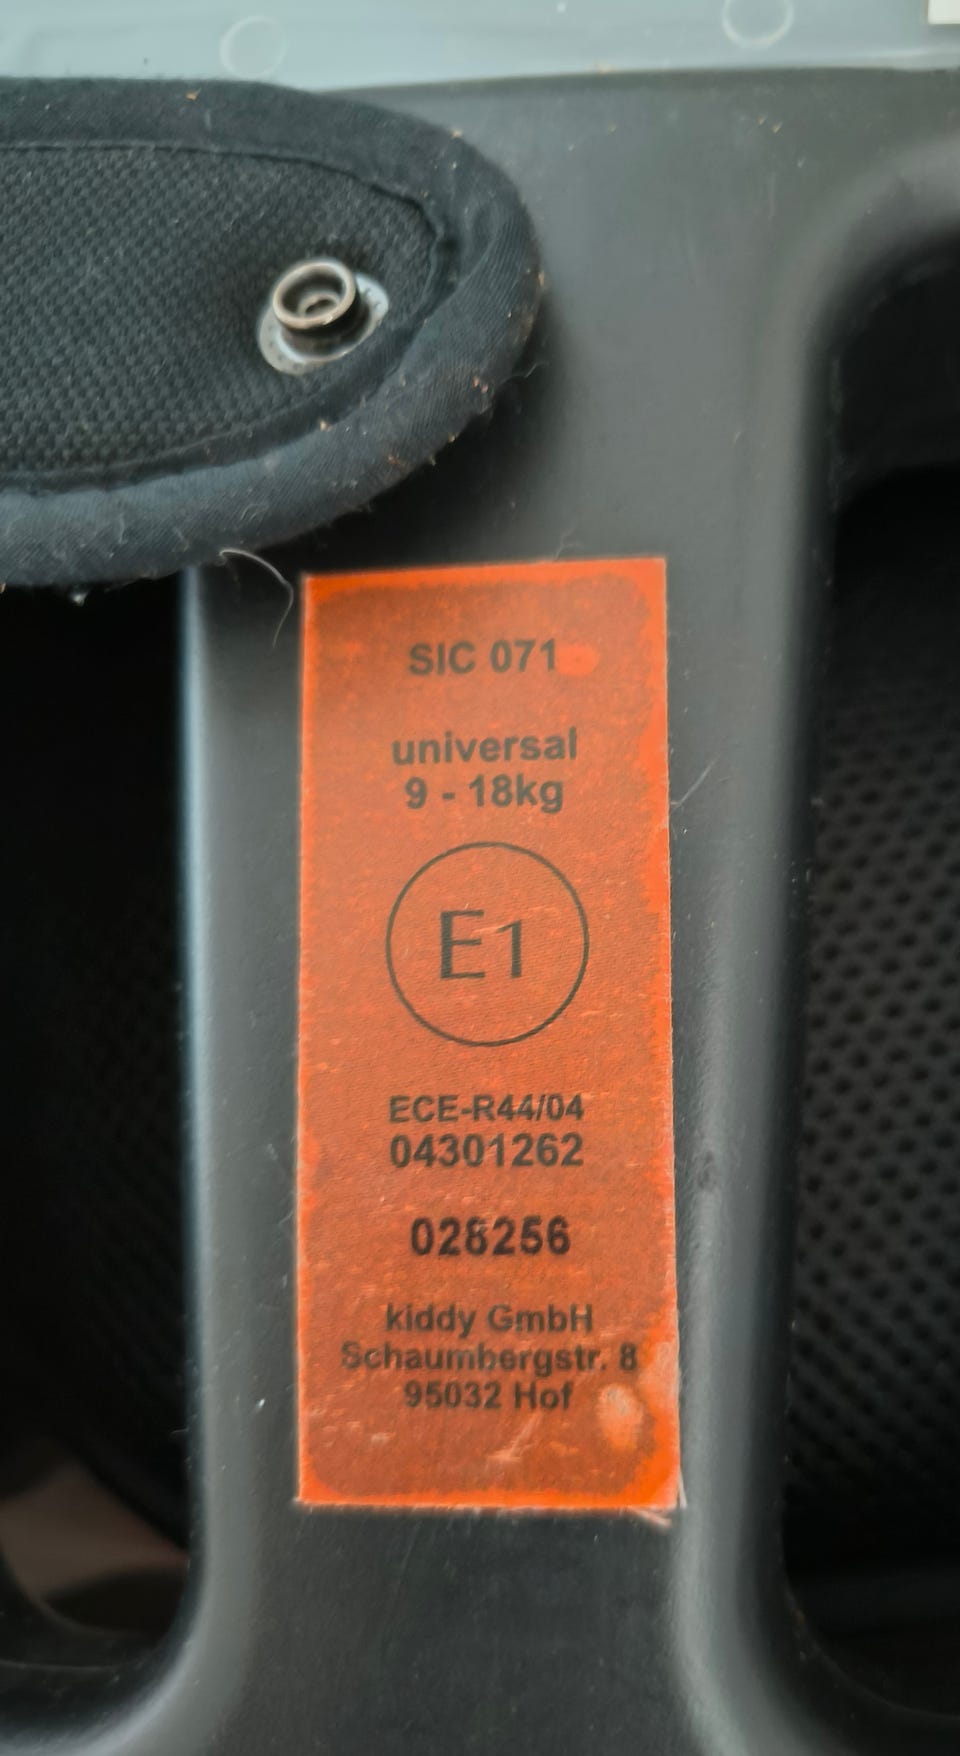 SIC 071
universal
9 - 18kg
E1
ECE-R44/04
04301262
028256
kiddy GmbH
Schaumbergstr. 8
95032 Hof